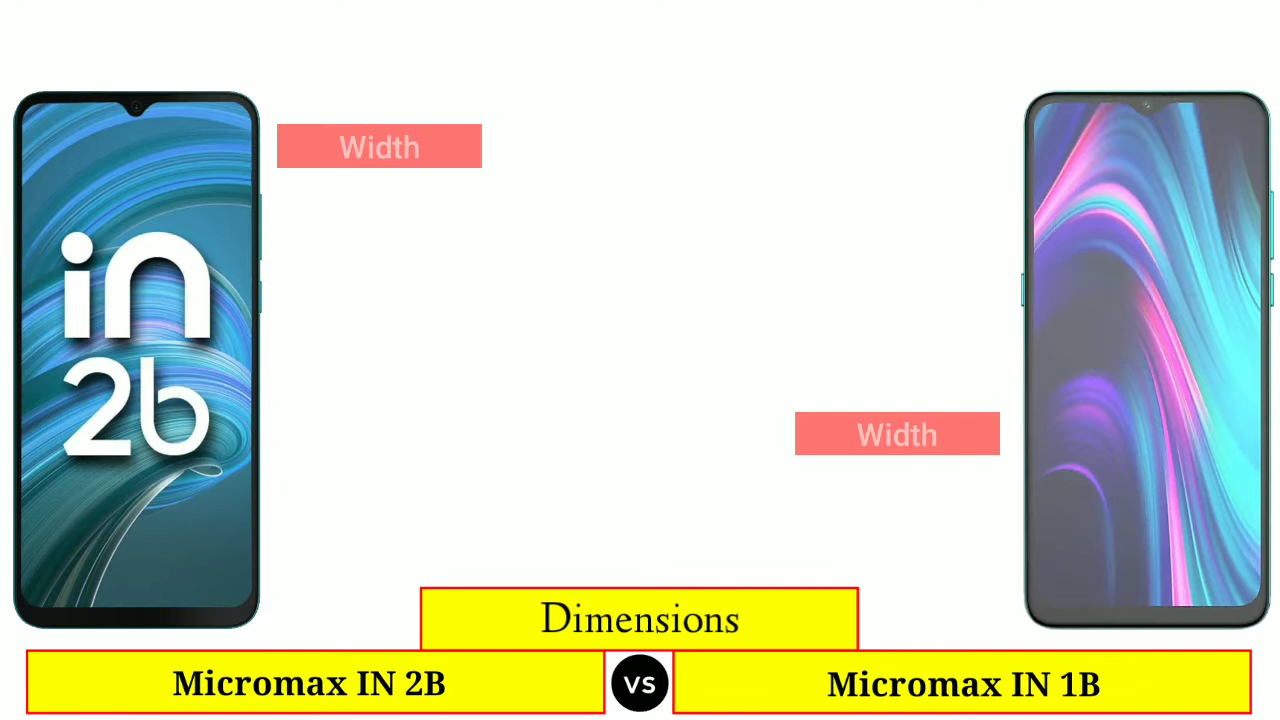 Width
iN
2b
Width
Dimensions
Micromax IN 2B
VS
Micromax IN 1B